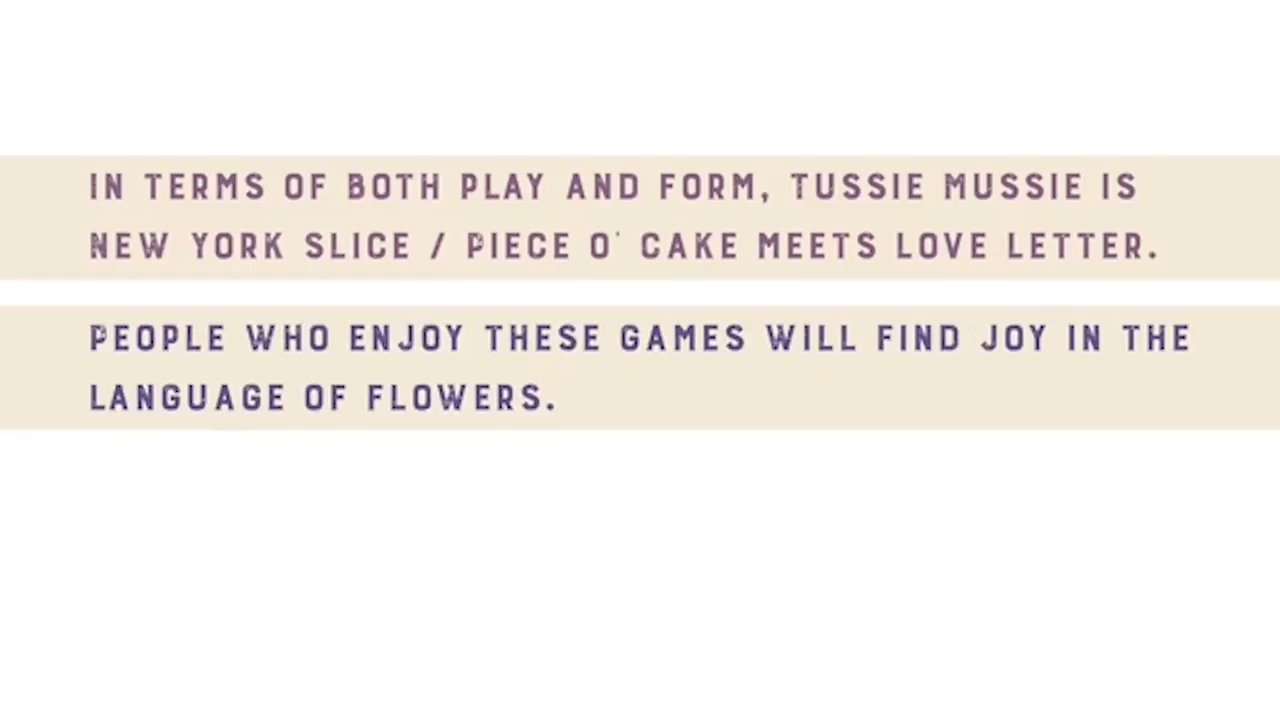 IN TERMS OF BOTH PLAY AND FORM, TUSSIE MUSSIE IS
NEW YORK SLICE / PIECE O' CAKE MEETS LOVE LETTER.
PEOPLE WHO ENJOY THESE GAMES WILL FIND JOY IN THE
LANGUAGE OF FLOWERS.